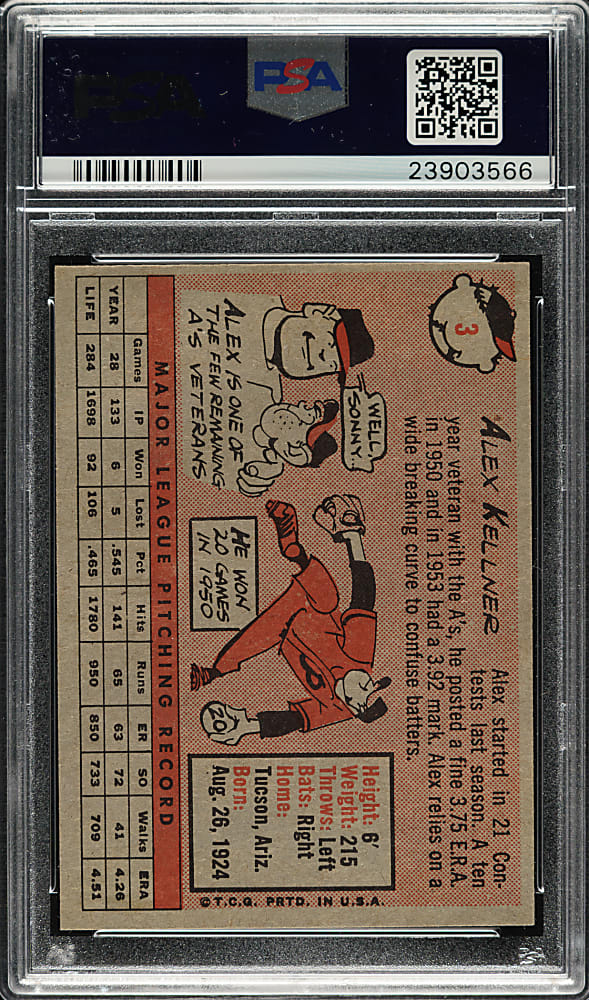 PSA
PSA
23903566
3
ALEX KELLNER
Alex started in 21 Con-
tests last season. A ten
year veteran with the A's, he posted a fine 3.75 E.R.A.
in 1950 and in 1953 had a 3.92 mark. Alex relies on a
wide breaking curve to confuse batters.
WELL,
SONNY..
ALEX IS ONE OF
THE FEW REMAINING
A'S VETERANS
HE WON
20 GAMES
IN 1950
20
Height: 6'
Weight: 215
Throws: Left
Bats: Right
Home:
Tucson, Ariz.
Born:
Aug. 26, 1924
MAJOR LEAGUE PITCHING RECORD
YEAR Games IP Won Lost Pct Hits Runs ER SO Walks ERA
28 133 6 5 .545 141 65 63 72 41 4.26
LIFE 284 1698 92 106 .465 1780 950 850 733 709 4.51
©T.C.G. PRTD. IN U.S.A.